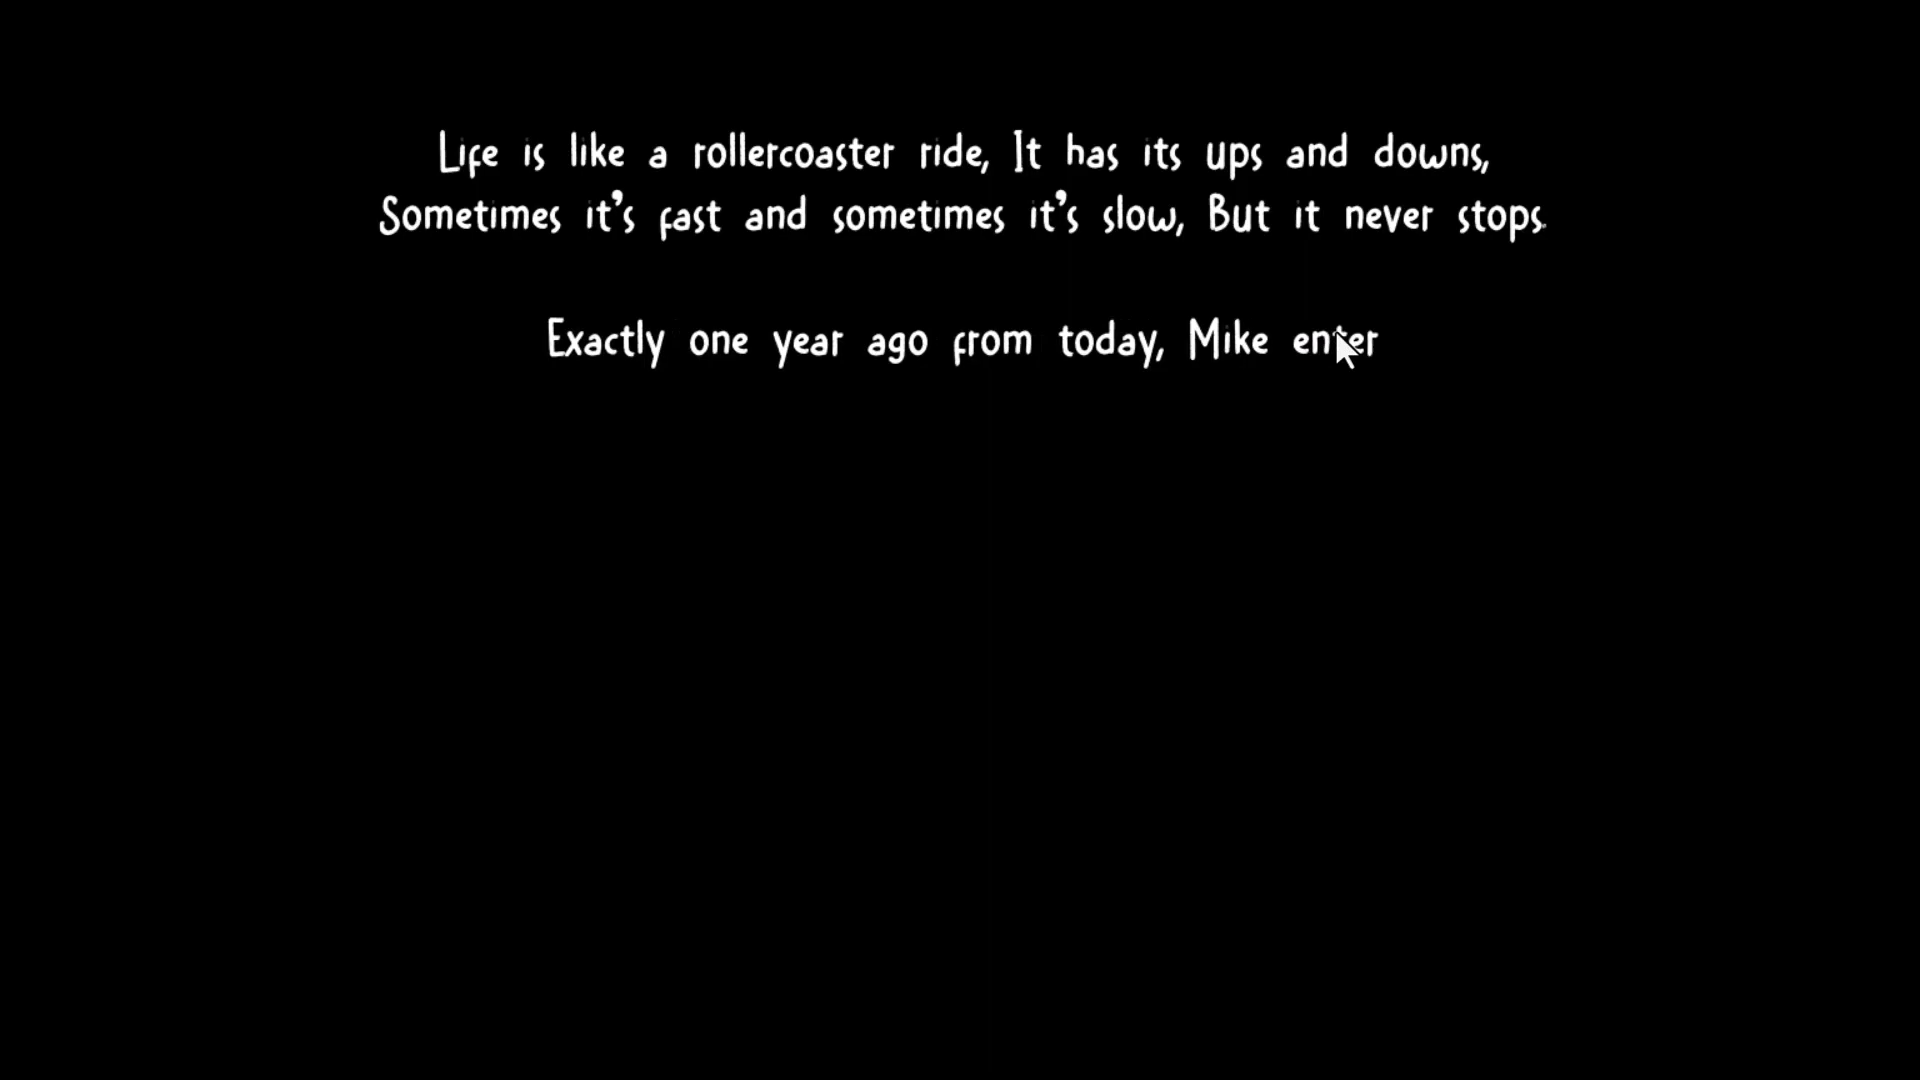 Life is like a rollercoaster ride, It has its ups and downs,
Sometimes it's fast and sometimes it's slow, But it never stops.
Exactly one year ago from today, Mike enter